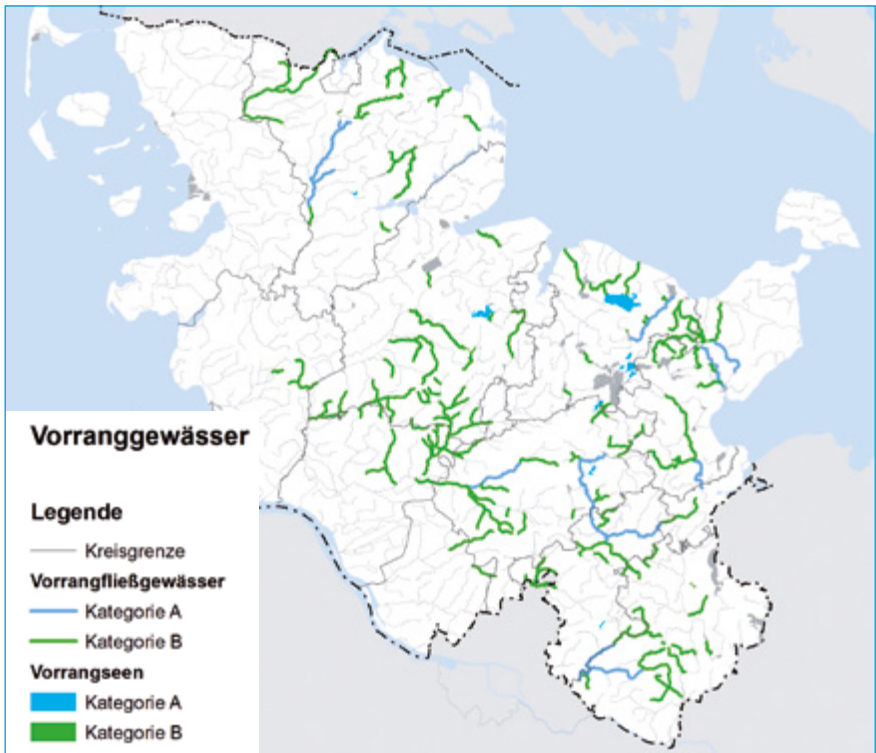 Vorranggewässer
Legende
Kreisgrenze
Vorrangfließgewässer
Kategorie A
Kategorie B
Vorrangseen
Kategorie A
Kategorie B